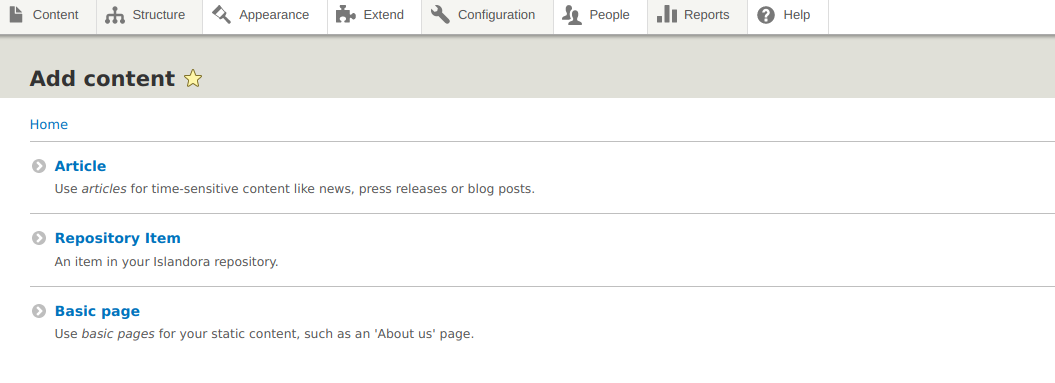 Content Structure Appearance Extend Configuration People Reports Help
Add content
Home
Article
Use articles for time-sensitive content like news, press releases or blog posts.
Repository Item
An item in your Islandora repository.
Basic page
Use basic pages for your static content, such as an 'About us' page.